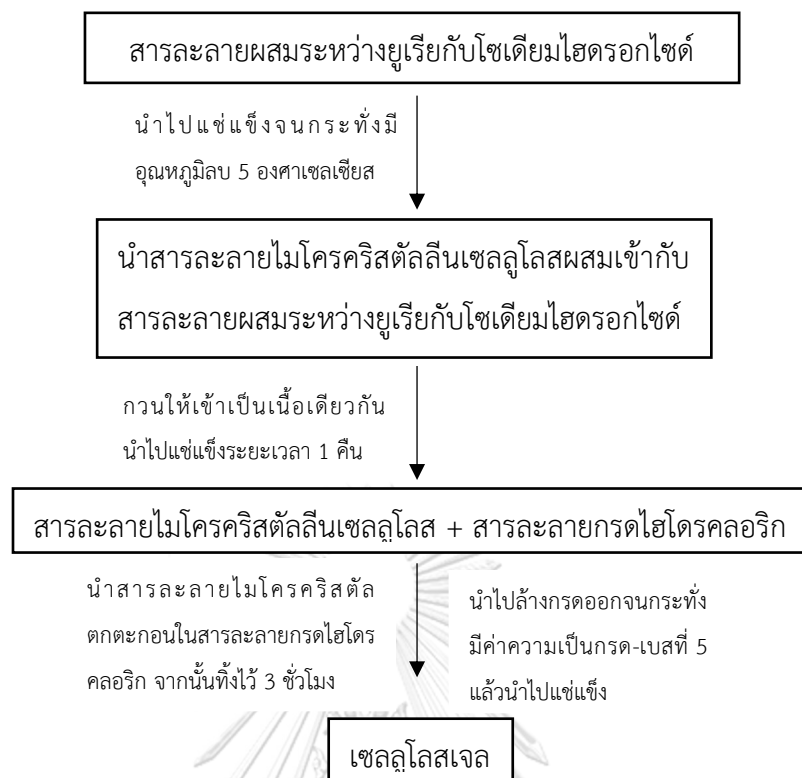 สารละลายผสมระหว่างยูเรียกับโซเดียมไฮดรอกไซด์
นำไปแช่แข็งจนกระทั่งมี
อุณหภูมิลบ 5 องศาเซลเซียส
นำสารละลายไมโครคริสตัลลีนเซลลูโลสผสมเข้ากับ
สารละลายผสมระหว่างยูเรียกับโซเดียมไฮดรอกไซด์
กวนให้เข้าเป็นเนื้อเดียวกัน
นำไปแช่แข็งระยะเวลา 1 คืน
สารละลายไมโครคริสตัลลีนเซลลูโลส + สารละลายกรดไฮโดรคลอริก
นำสารละลายไมโครคริสตัล
ตกตะกอนในสารละลายกรดไฮโดร
คลอริก จากนั้นทิ้งไว้ 3 ชั่วโมง
นำไปล้างกรดออกจนกระทั่ง
มีค่าความเป็นกรด-เบสที่ 5
แล้วนำไปแช่แข็ง
เซลลูโลสเจล